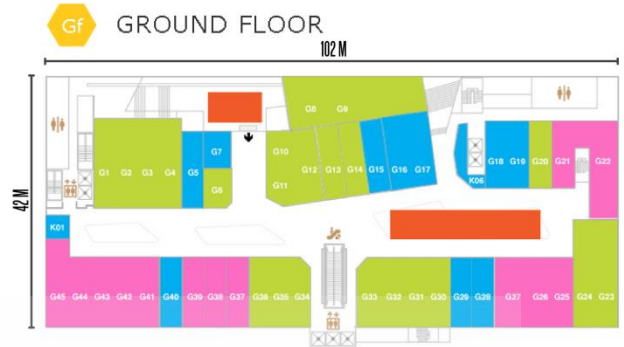 Gf GROUND FLOOR
102 M
42 M
G8 G9
G1 G2 G3 G4 G5 G7 G6
G10 G11 G12 G13 G14 G15 G16 G17
K06 G18 G19 G20 G21 G22
K01
G45 G44 G43 G42 G41 G40 G39 G38 G37 G36 G35 G34
G33 G32 G31 G30 G29 G28 G27 G26 G25 G24 G23